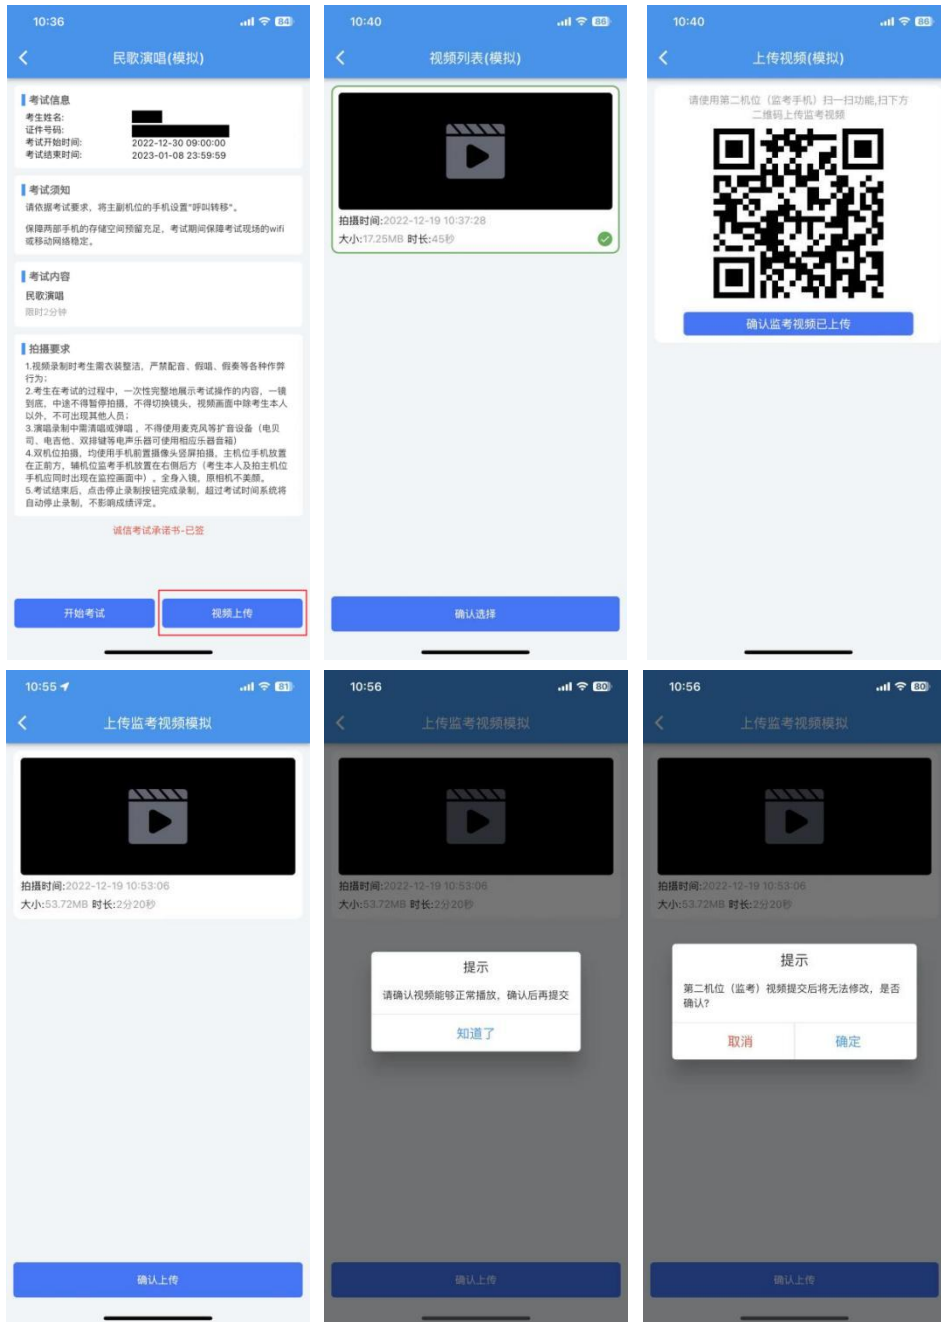 10:36
84
民歌演唱(模拟)
考试信息
考生姓名:
证件号码:
考试开始时间: 2022-12-30 09:00:00
考试结束时间: 2023-01-08 23:59:59
考试须知
请依据考试要求，将主副机位的手机设置“呼叫转移”。
保障两部手机的存储空间预留充足，考试期间保障考试现场的wifi
或移动网络稳定。
考试内容
民歌演唱
限时2分钟
拍摄要求
1.视频录制时考生需衣装整洁，严禁配音、假唱、假奏等各种作弊
行为;
2.考生在考试的过程中，一次性完整地展示考试操作的内容，一镜
到底，中途不得暂停拍摄，不得切换镜头，视频画面中除考生本人
以外，不可出现其他人员;
3.演唱录制中需清唱或弹唱，不得使用麦克风等扩音设备（电贝
司、电吉他、双排键等电声乐器可使用相应乐器音箱）
4.双机位拍摄，均使用手机前置摄像头竖屏拍摄，主机位手机放置
在正前方，辅机位监考手机放置在右侧后方（考生本人及拍主机位
手机应同时出现在监控画面中）。全身入镜，原相机不美颜。
5.考试结束后，点击停止录制按钮完成录制，超过考试时间系统将
自动停止录制，不影响成绩评定。
诚信考试承诺书-已签
开始考试
视频上传
10:40
86
视频列表(模拟)
拍摄时间:2022-12-19 10:37:28
大小:17.25MB 时长:45秒
确认选择
10:40
86
上传视频(模拟)
请使用第二机位（监考手机）扫一扫功能,扫下方
二维码上传监考视频
确认监考视频已上传
10:55
81
上传监考视频模拟
拍摄时间:2022-12-19 10:53:06
大小:53.72MB 时长:2分20秒
确认上传
10:56
80
上传监考视频模拟
拍摄时间:2022-12-19 10:53:06
大小:53.72MB 时长:2分20秒
提示
请确认视频能够正常播放，确认后再提交
知道了
确认上传
10:56
80
上传监考视频模拟
拍摄时间:2022-12-19 10:53:06
大小:53.72MB 时长:2分20秒
提示
第二机位（监考）视频提交后将无法修改，是否
确认?
取消
确定
确认上传